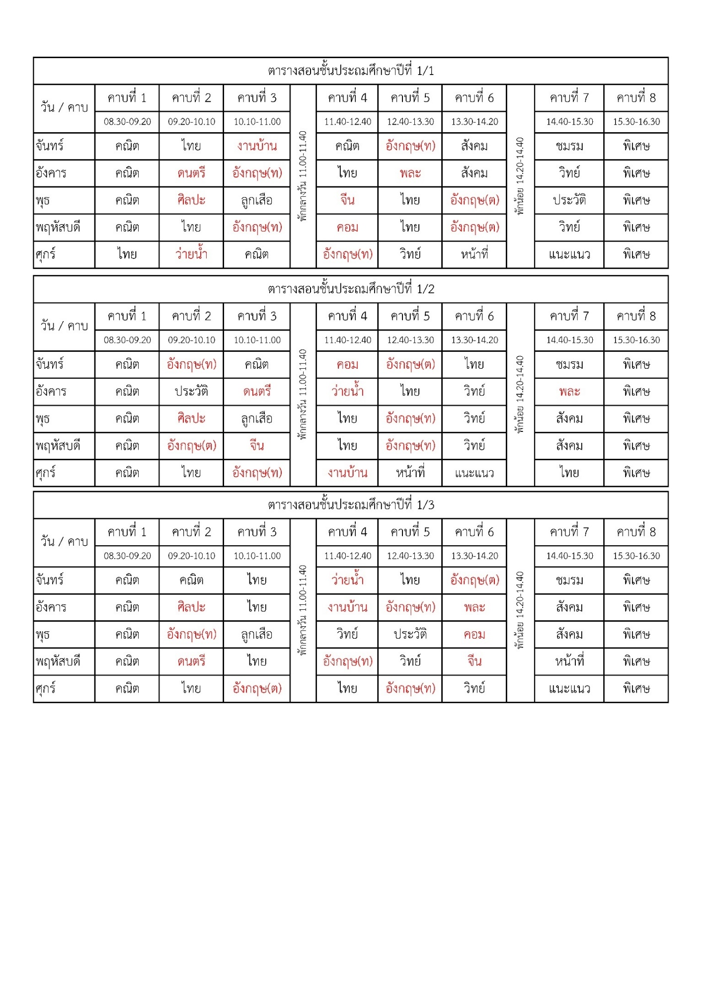 ตารางสอนชั้นประถมศึกษาปีที่ 1/1
วัน / คาบ คาบที่ 1 คาบที่ 2 คาบที่ 3 พักกลางวัน 11.00-11.40 คาบที่ 4 คาบที่ 5 คาบที่ 6 พักน้อย 14.20-14.40 คาบที่ 7 คาบที่ 8
08.30-09.20 09.20-10.10 10.10-11.00 11.40-12.40 12.40-13.30 13.30-14.20 14.40-15.30 15.30-16.30
จันทร์ คณิต ไทย งานบ้าน คณิต อังกฤษ(ท) สังคม ชมรม พิเศษ
อังคาร คณิต ดนตรี อังกฤษ(ท) ไทย พละ สังคม วิทย์ พิเศษ
พุธ คณิต ศิลปะ ลูกเสือ จีน ไทย อังกฤษ(ต) ประวัติ พิเศษ
พฤหัสบดี คณิต ไทย อังกฤษ(ท) คอม ไทย อังกฤษ(ต) วิทย์ พิเศษ
ศุกร์ ไทย ว่ายน้ำ คณิต อังกฤษ(ท) วิทย์ หน้าที่ แนะแนว พิเศษ
ตารางสอนชั้นประถมศึกษาปีที่ 1/2
วัน / คาบ คาบที่ 1 คาบที่ 2 คาบที่ 3 พักกลางวัน 11.00-11.40 คาบที่ 4 คาบที่ 5 คาบที่ 6 พักน้อย 14.20-14.40 คาบที่ 7 คาบที่ 8
08.30-09.20 09.20-10.10 10.10-11.00 11.40-12.40 12.40-13.30 13.30-14.20 14.40-15.30 15.30-16.30
จันทร์ คณิต อังกฤษ(ท) คณิต คอม อังกฤษ(ต) ไทย ชมรม พิเศษ
อังคาร คณิต ประวัติ ดนตรี ว่ายน้ำ ไทย วิทย์ พละ พิเศษ
พุธ คณิต ศิลปะ ลูกเสือ ไทย อังกฤษ(ท) วิทย์ สังคม พิเศษ
พฤหัสบดี คณิต อังกฤษ(ต) จีน ไทย อังกฤษ(ท) วิทย์ สังคม พิเศษ
ศุกร์ คณิต ไทย อังกฤษ(ท) งานบ้าน หน้าที่ แนะแนว ไทย พิเศษ
ตารางสอนชั้นประถมศึกษาปีที่ 1/3
วัน / คาบ คาบที่ 1 คาบที่ 2 คาบที่ 3 พักกลางวัน 11.00-11.40 คาบที่ 4 คาบที่ 5 คาบที่ 6 พักน้อย 14.20-14.40 คาบที่ 7 คาบที่ 8
08.30-09.20 09.20-10.10 10.10-11.00 11.40-12.40 12.40-13.30 13.30-14.20 14.40-15.30 15.30-16.30
จันทร์ คณิต คณิต ไทย ว่ายน้ำ ไทย อังกฤษ(ต) ชมรม พิเศษ
อังคาร คณิต ศิลปะ ไทย งานบ้าน อังกฤษ(ท) พละ สังคม พิเศษ
พุธ คณิต อังกฤษ(ท) ลูกเสือ วิทย์ ประวัติ คอม สังคม พิเศษ
พฤหัสบดี คณิต ดนตรี ไทย อังกฤษ(ท) วิทย์ จีน หน้าที่ พิเศษ
ศุกร์ คณิต ไทย อังกฤษ(ต) ไทย อังกฤษ(ท) วิทย์ แนะแนว พิเศษ